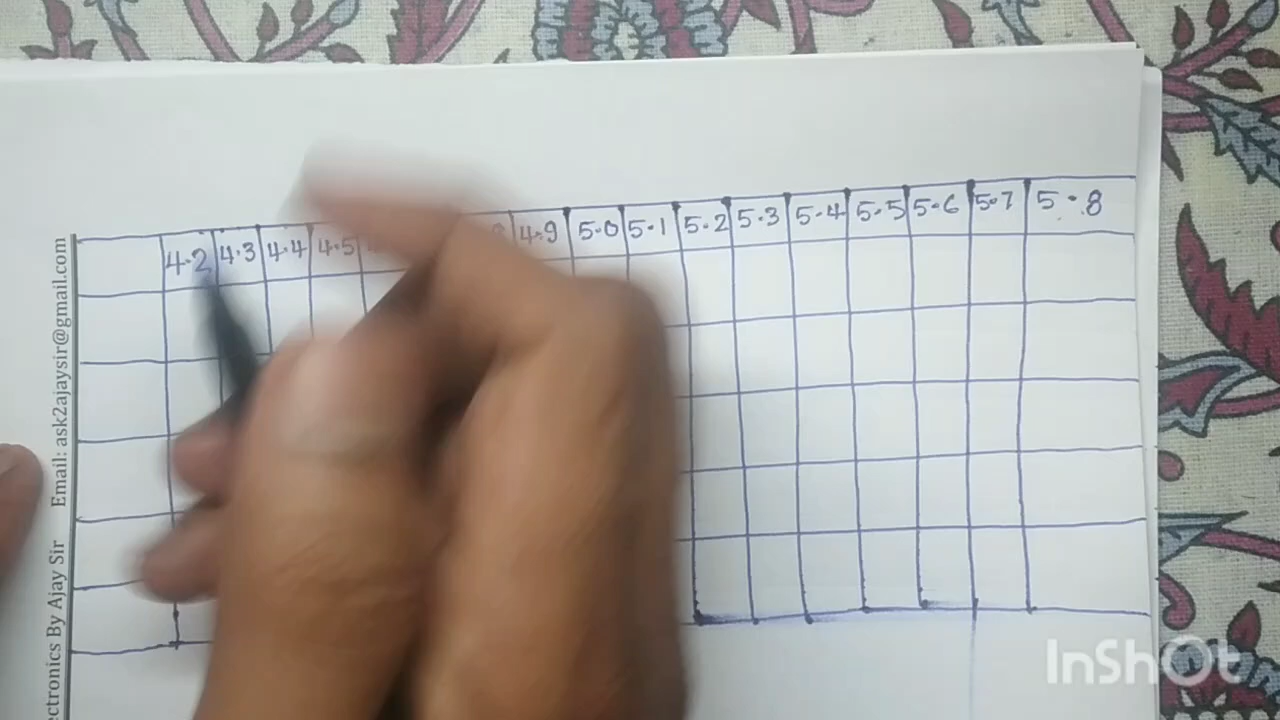 4.2 4.3 4.4 4.5 4.9 5.0 5.1 5.2 5.3 5.4 5.5 5.6 5.7 5.8
ectronics By Ajay Sir Email: ask2ajaysir@gmail.com
InShOt